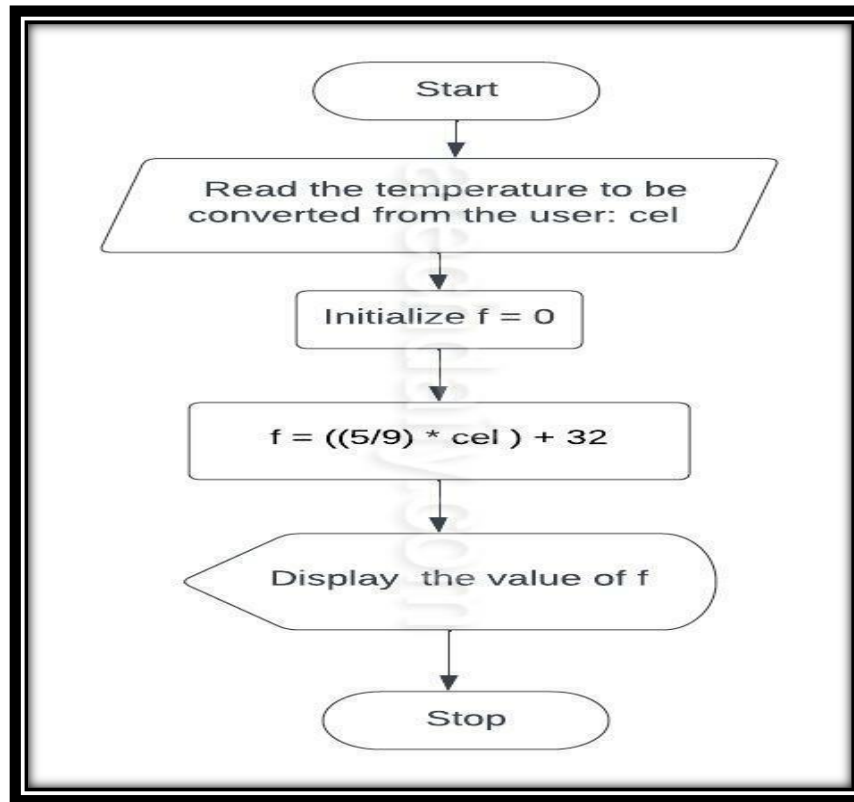 Start
Read the temperature to be
converted from the user: cel
Initialize f = 0
f = ((5/9) * cel ) + 32
Display the value of f
Stop